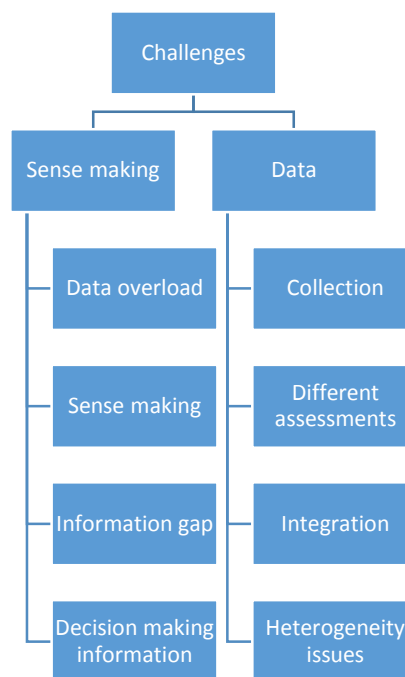 Challenges
Sense making
Data
Data overload
Collection
Sense making
Different
assessments
Information gap
Integration
Decision making
information
Heterogeneity
issues